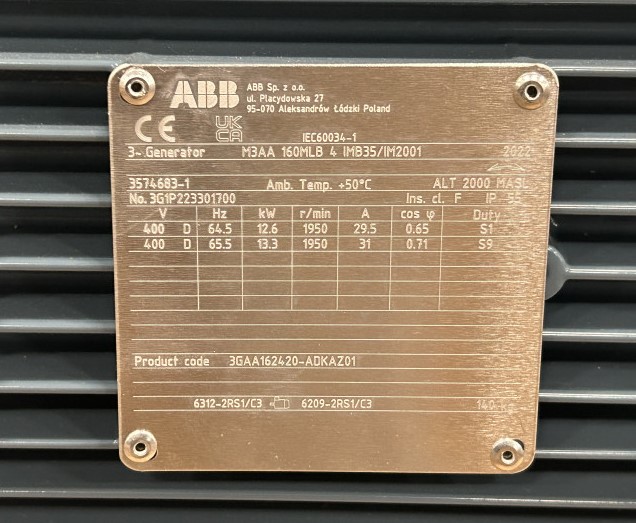 ABB
ABB Sp. z o.o.
ul. Placydowska 27
95-070 Aleksandrów Łódzki Poland
CE UK CA IEC60034-1
3~ Generator M3AA 160MLB 4 IMB35/IM2001 2022
3574683-1 Amb. Temp. +50°C ALT 2000 MASL
No. 3G1P223301700 Ins. cl. F IP 55
V Hz kW r/min A cos φ Duty
400 D 64.5 12.6 1950 29.5 0.65 S1
400 D 65.5 13.3 1950 31 0.71 S9
Product code 3GAA162420-ADKAZ01
6312-2RS1/C3 6209-2RS1/C3 140 kg